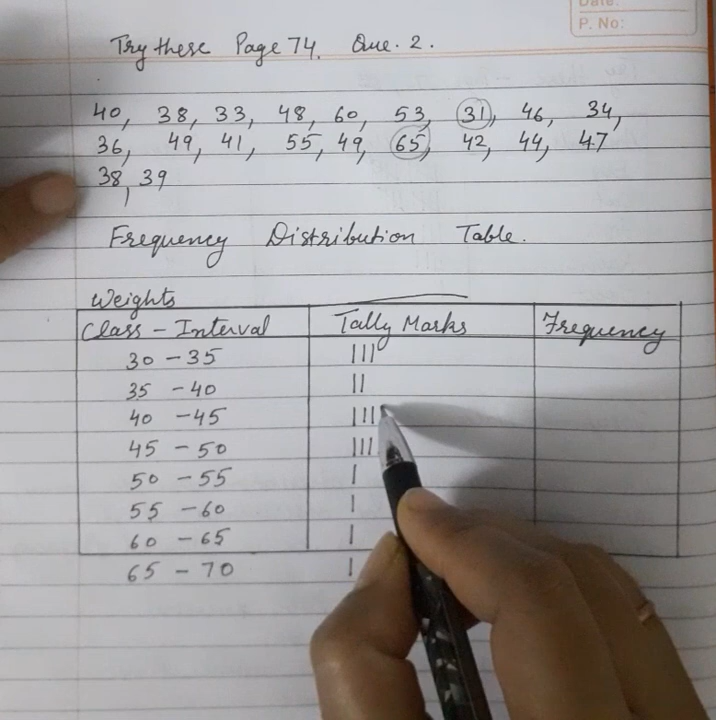 Date:
P. No:
Try these Page 74. Que. 2.
40, 38, 33, 48, 60, 53, 31, 46, 34,
36, 49, 41, 55, 49, 65, 42, 44, 47
38, 39
Frequency Distribution Table.
Weights
Class - Interval Tally Marks Frequency
30 - 35 |||
35 - 40 ||
40 - 45 |||
45 - 50 |||
50 - 55 |
55 - 60 |
60 - 65 |
65 - 70 |